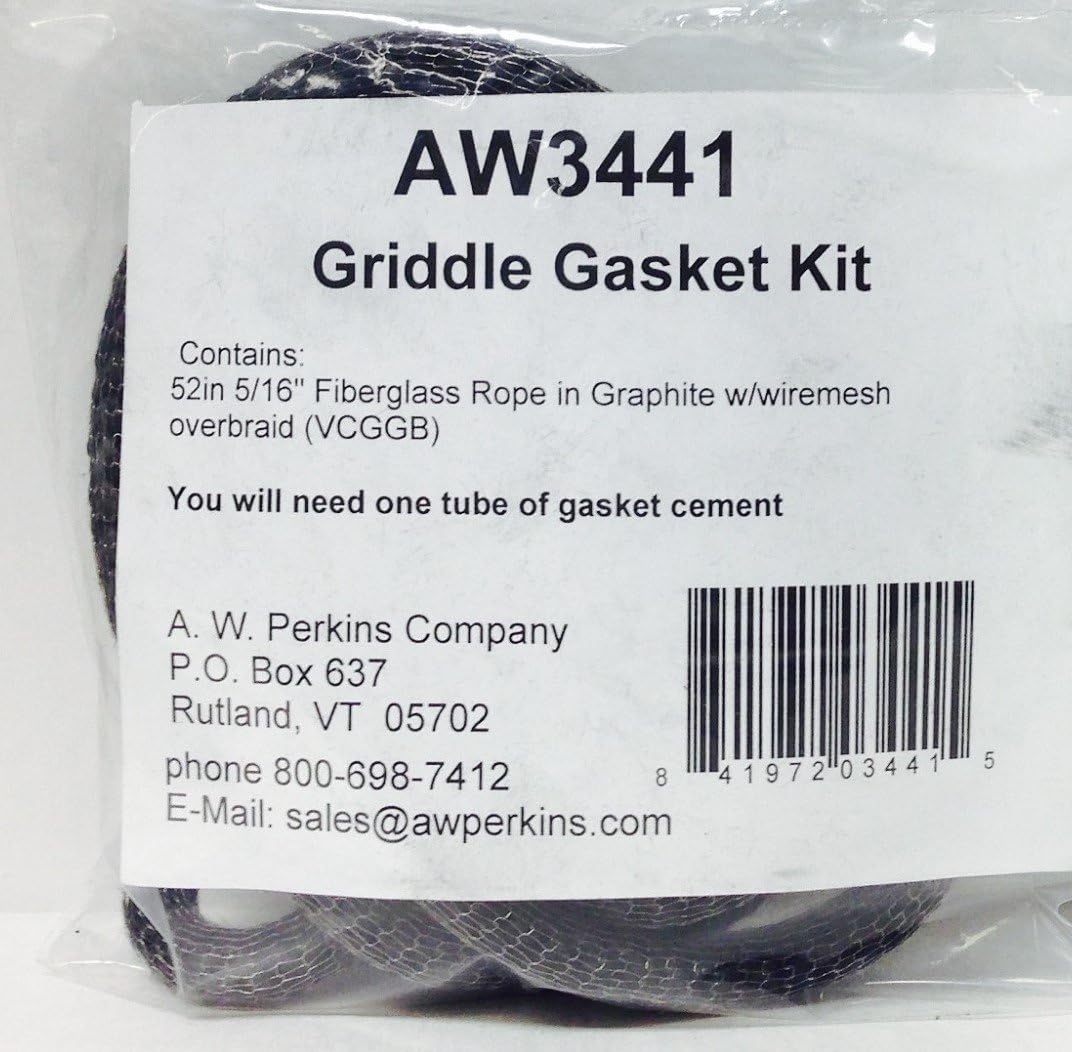 AW3441
Griddle Gasket Kit
Contains:
52in 5/16" Fiberglass Rope in Graphite w/wiremesh
overbraid (VCGGB)
You will need one tube of gasket cement
A. W. Perkins Company
P.O. Box 637
Rutland, VT 05702
phone 800-698-7412
E-Mail: sales@awperkins.com
8 41972 03441 5